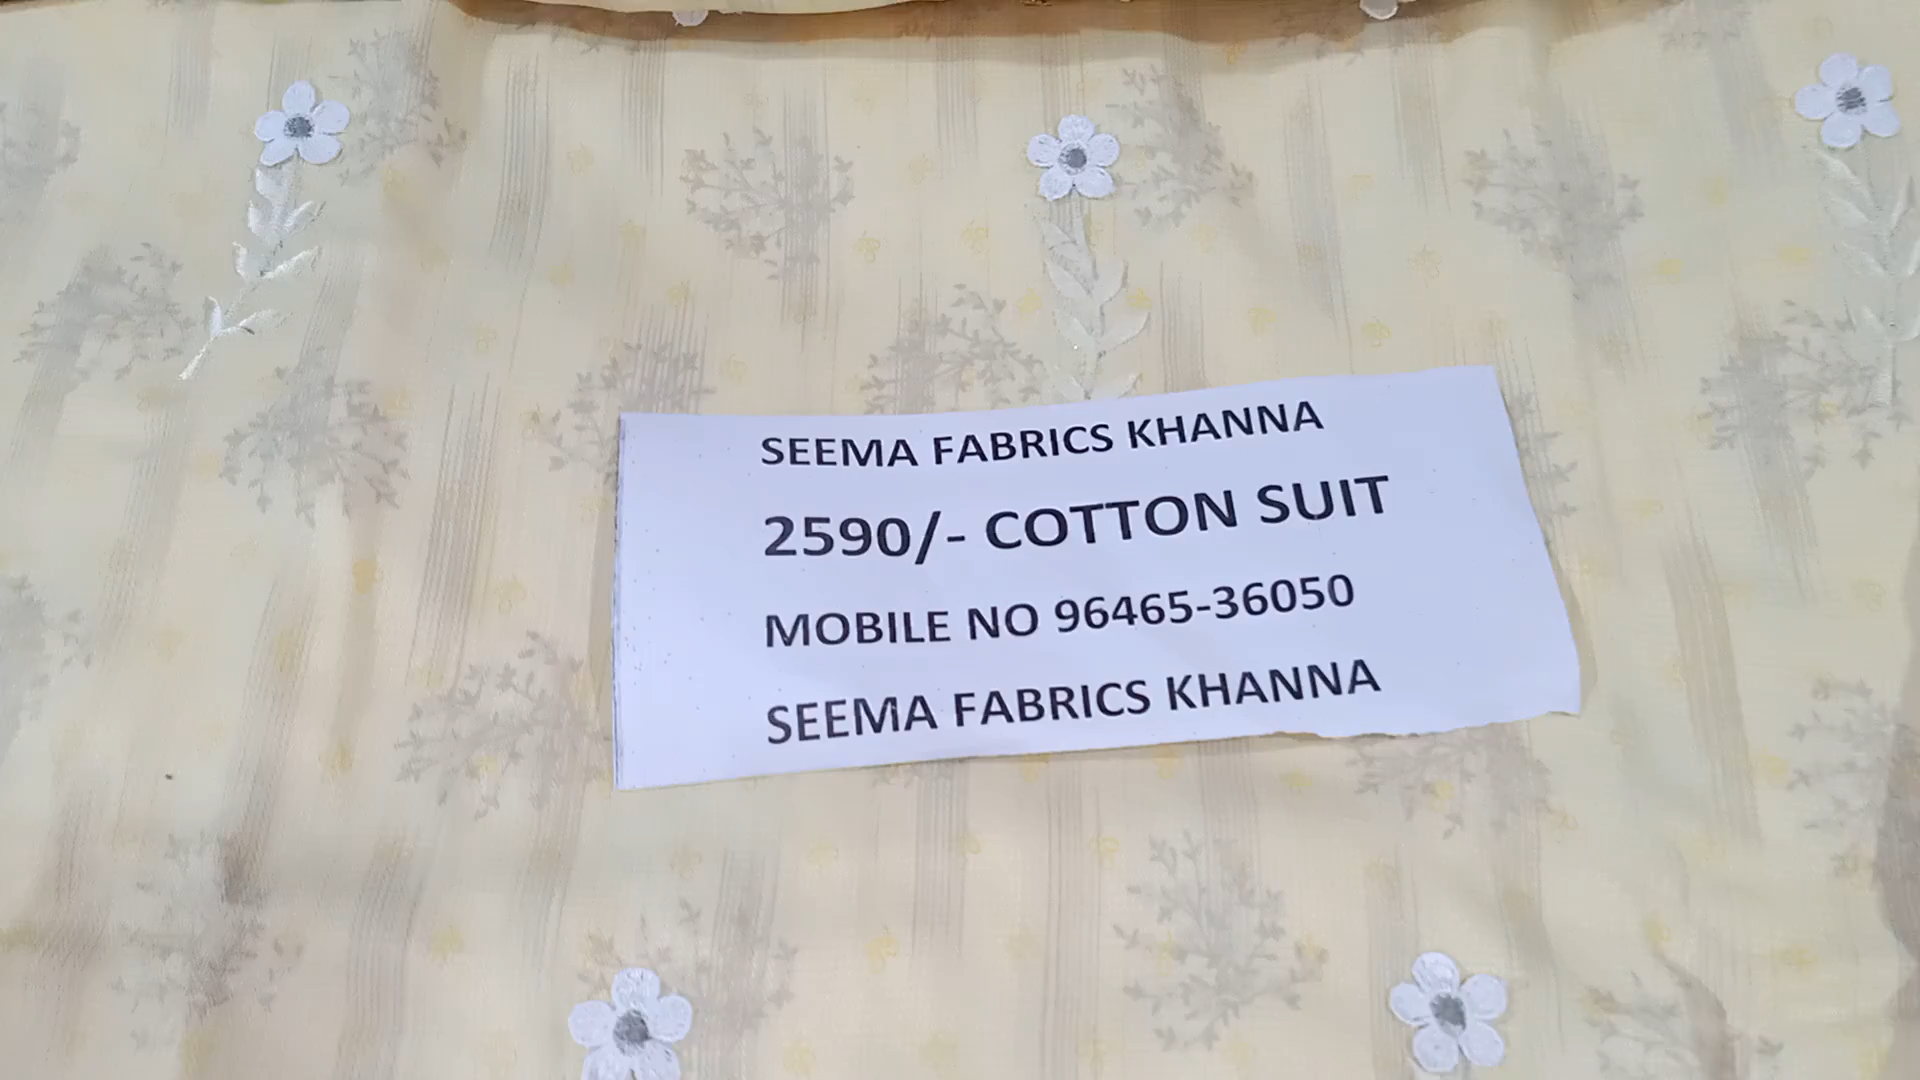 SEEMA FABRICS KHANNA
2590/- COTTON SUIT
MOBILE NO 96465-36050
SEEMA FABRICS KHANNA